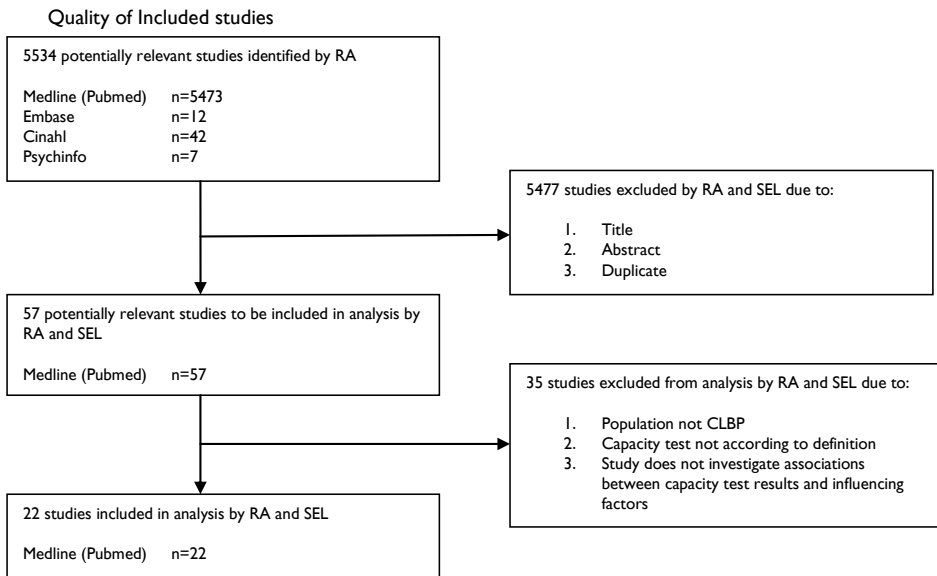 Quality of Included studies
5534 potentially relevant studies identified by RA
Medline (Pubmed) n=5473
Embase n=12
Cinahl n=42
Psychinfo n=7
5477 studies excluded by RA and SEL due to:
1. Title
2. Abstract
3. Duplicate
57 potentially relevant studies to be included in analysis by
RA and SEL
Medline (Pubmed) n=57
35 studies excluded from analysis by RA and SEL due to:
1. Population not CLBP
2. Capacity test not according to definition
3. Study does not investigate associations
between capacity test results and influencing
factors
22 studies included in analysis by RA and SEL
Medline (Pubmed) n=22